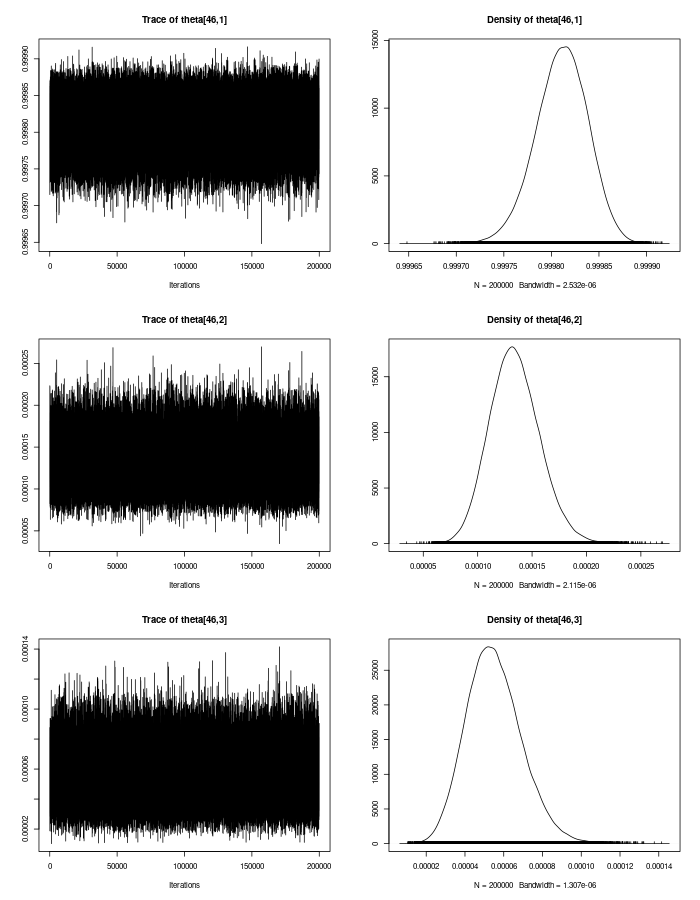 Trace of theta[46,1]
0.99965 0.99970 0.99975 0.99980 0.99985 0.99990
0 50000 100000 150000 200000
Iterations
Density of theta[46,1]
0 5000 10000 15000
0.99965 0.99970 0.99975 0.99980 0.99985 0.99990
N = 200000 Bandwidth = 2.532e-06
Trace of theta[46,2]
0.00005 0.00010 0.00015 0.00020 0.00025
0 50000 100000 150000 200000
Iterations
Density of theta[46,2]
0 5000 10000 15000
0.00005 0.00010 0.00015 0.00020 0.00025
N = 200000 Bandwidth = 2.115e-06
Trace of theta[46,3]
0.00002 0.00006 0.00010 0.00014
0 50000 100000 150000 200000
Iterations
Density of theta[46,3]
0 5000 10000 15000 20000 25000
0.00002 0.00004 0.00006 0.00008 0.00010 0.00012 0.00014
N = 200000 Bandwidth = 1.307e-06